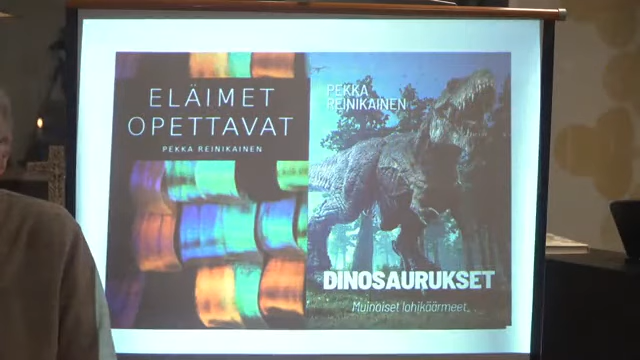 ELÄIMET
OPETTAVAT
PEKKA REINIKAINEN
PEKKA
REINIKAINEN
DINOSAURUKSET
Muinaiset lohikäärmeet